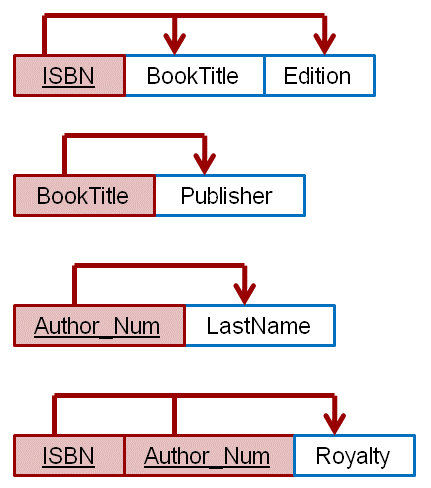 ISBN BookTitle Edition
BookTitle Publisher
Author_Num LastName
ISBN Author_Num Royalty